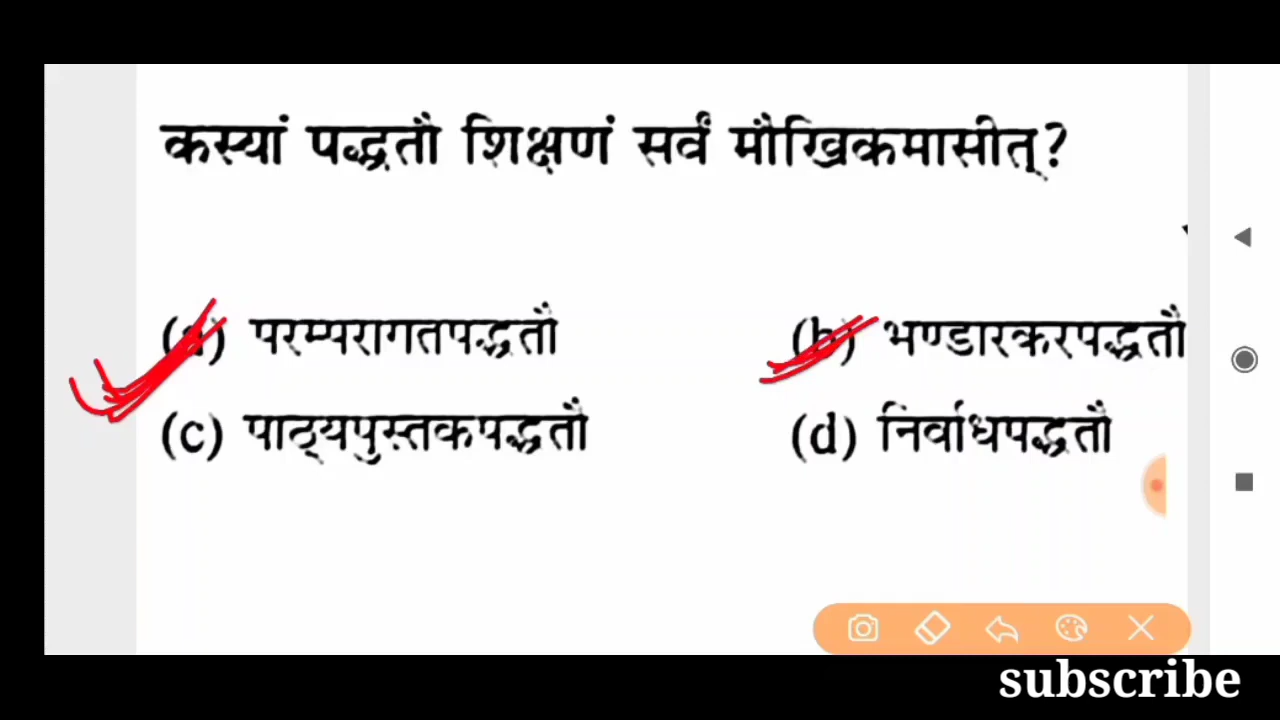 कस्यां पद्धतौ शिक्षणं सर्वं मौखिकमासीत्?
(a) परम्परागतपद्धतौ (b) भण्डारकरपद्धतौ
(c) पाठ्यपुस्तकपद्धतौ (d) निर्वाधपद्धतौ
subscribe